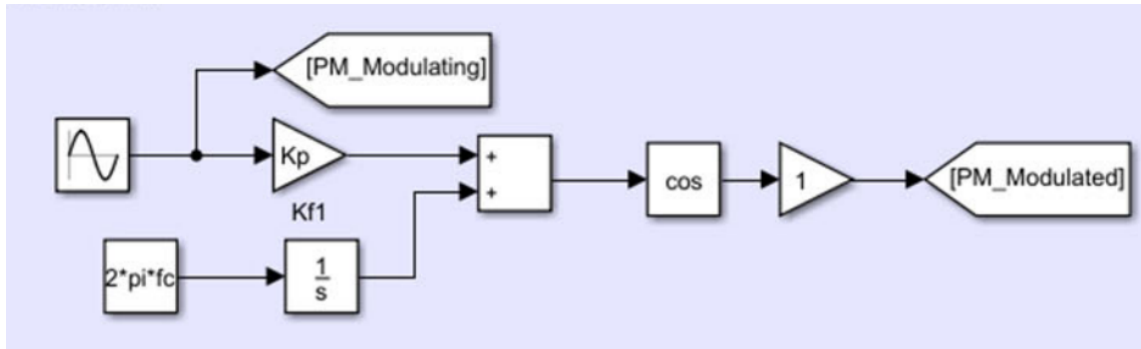 [PM_Modulating]
Kp
+
+
cos
1
[PM_Modulated]
Kf1
2*pi*fc
1
s